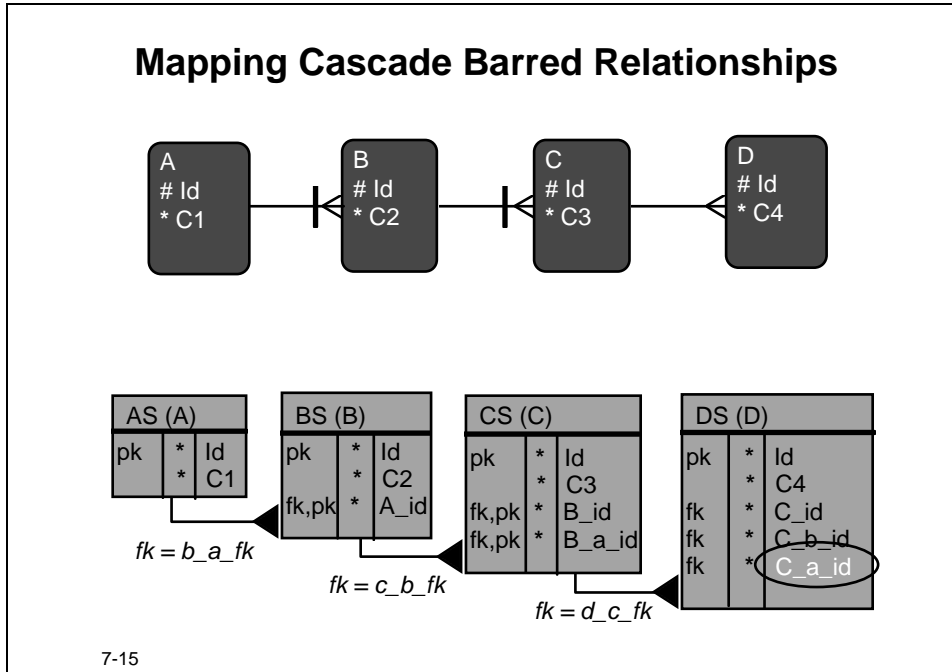 Mapping Cascade Barred Relationships
A
# Id
* C1
B
# Id
* C2
C
# Id
* C3
D
# Id
* C4
AS (A)
pk * Id
* C1
BS (B)
pk * Id
* C2
fk,pk * A_id
CS (C)
pk * Id
* C3
fk,pk * B_id
fk,pk * B_a_id
DS (D)
pk * Id
* C4
fk * C_id
fk * C_b_id
fk * C_a_id
fk = b_a_fk
fk = c_b_fk
fk = d_c_fk
7-15